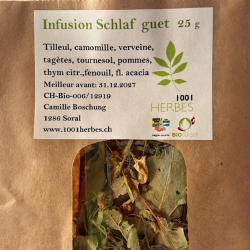 Infusion Schlaf guet 25 g
Tilleul, camomille, verveine,
tagètes, tournesol, pommes,
thym citr.,fenouil, fl. acacia
Meilleur avant: 31.12.2027
CH-Bio-006/12919
Camille Boschung
1286 Soral
www.1001herbes.ch
1001
HERBES